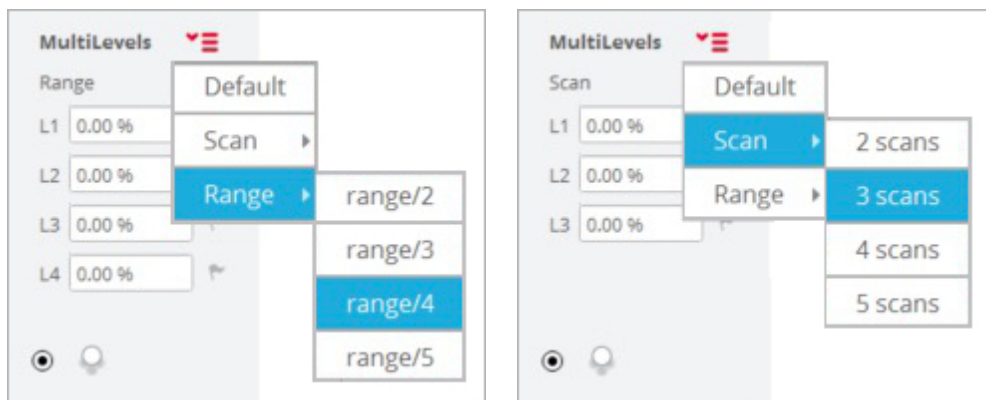 MultiLevels
Range
L1 0.00 %
L2 0.00 %
L3 0.00 %
L4 0.00 %
Default
Scan
Range
range/2
range/3
range/4
range/5
MultiLevels
Scan
L1 0.00 %
L2 0.00 %
L3 0.00 %
Default
Scan
Range
2 scans
3 scans
4 scans
5 scans